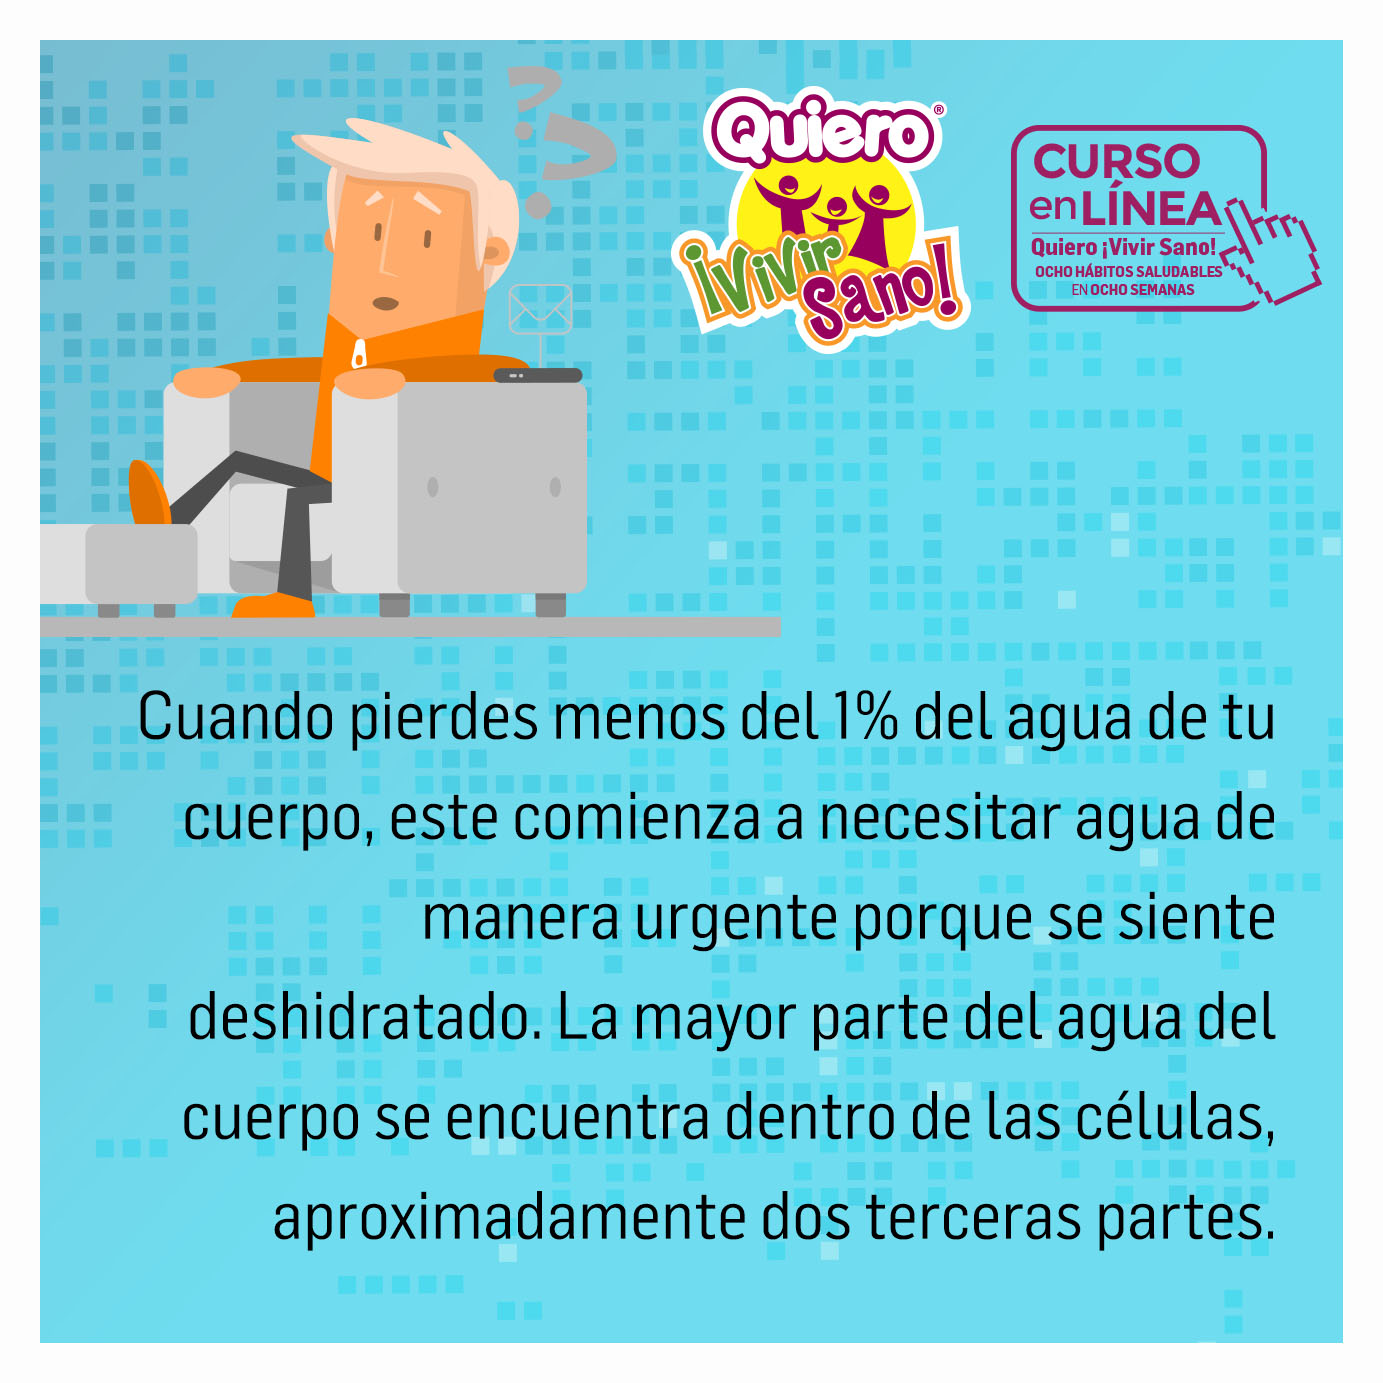 Quiero®
¡Vivir
Sano!
CURSO
en LÍNEA
Quiero ¡Vivir Sano!
OCHO HÁBITOS SALUDABLES
EN OCHO SEMANAS
??
Cuando pierdes menos del 1% del agua de tu
cuerpo, este comienza a necesitar agua de
manera urgente porque se siente
deshidratado. La mayor parte del agua del
cuerpo se encuentra dentro de las células,
aproximadamente dos terceras partes.